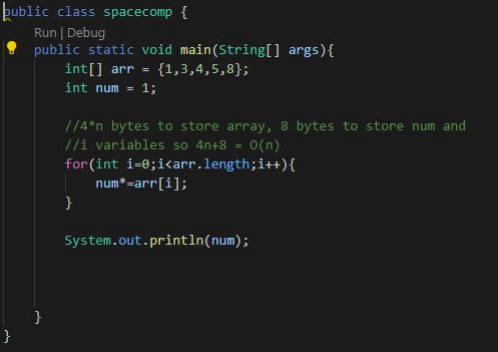 public class spacecomp {
Run | Debug
public static void main(String[] args){
int[] arr = {1,3,4,5,8};
int num = 1;
//4*n bytes to store array, 8 bytes to store num and
//i variables so 4n+8 = O(n)
for(int i=0;i<arr.length;i++){
num*=arr[i];
}
System.out.println(num);
}
}